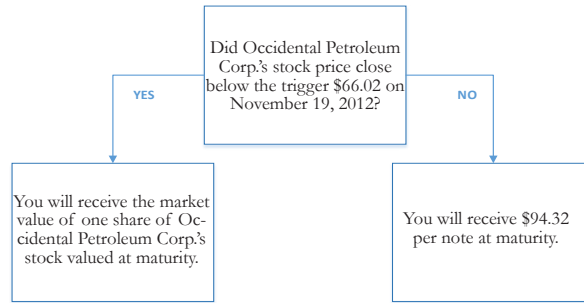 Did Occidental Petroleum
Corp.'s stock price close
below the trigger $66.02 on
November 19, 2012?
YES
NO
You will receive the market
value of one share of Oc-
cidental Petroleum Corp.'s
stock valued at maturity.
You will receive $94.32
per note at maturity.